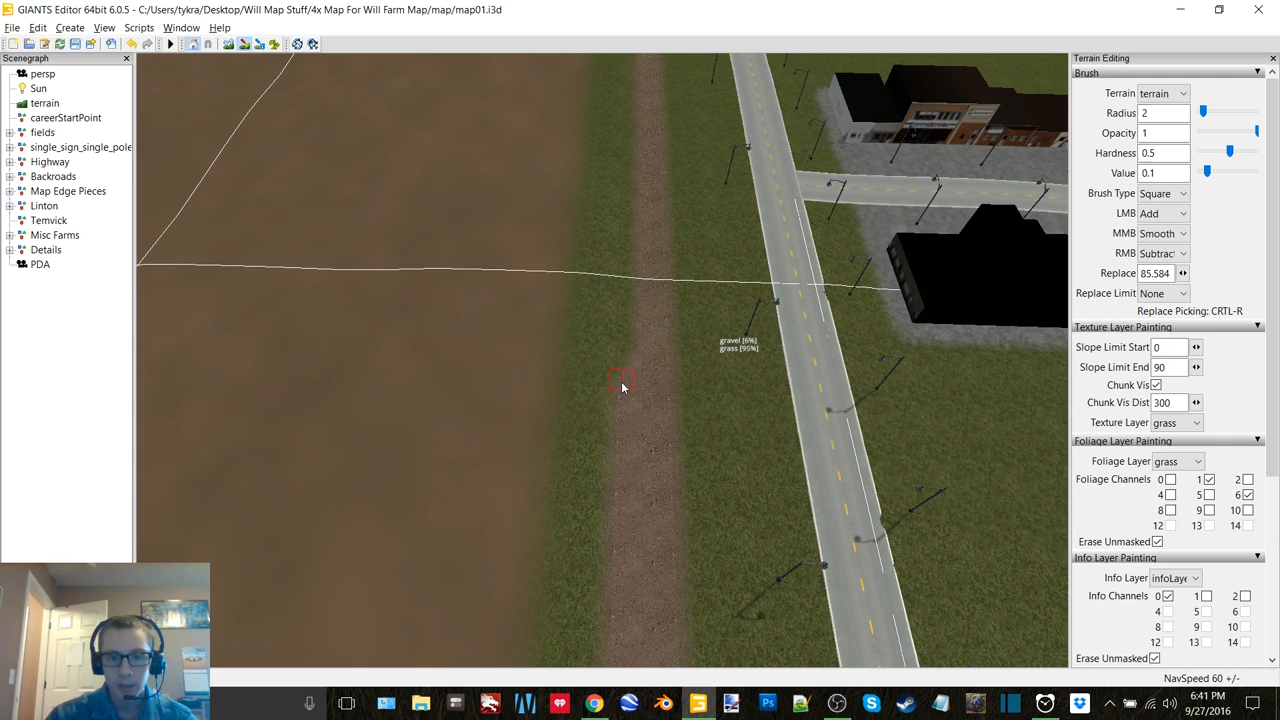 GIANTS Editor 64bit 6.0.5 - C:/Users/tykra/Desktop/Will Map Stuff/4x Map For Will Farm Map/map/map01.i3d
File Edit Create View Scripts Window Help
Scenegraph
persp
Sun
terrain
careerStartPoint
fields
single_sign_single_pole
Highway
Backroads
Map Edge Pieces
Linton
Temvick
Misc Farms
Details
PDA
gravel [6%]
grass [95%]
Terrain Editing
Brush
Terrain terrain
Radius 2
Opacity 1
Hardness 0.5
Value 0.1
Brush Type Square
LMB Add
MMB Smooth
RMB Subtrac
Replace 85.584
Replace Limit None
Replace Picking: CRTL-R
Texture Layer Painting
Slope Limit Start 0
Slope Limit End 90
Chunk Vis
Chunk Vis Dist 300
Texture Layer grass
Foliage Layer Painting
Foliage Layer grass
Foliage Channels 0 1 2
4 5 6
8 9 10
12 13 14
Erase Unmasked
Info Layer Painting
Info Layer infoLaye
Info Channels 0 1 2
4 5 6
8 9 10
12 13 14
Erase Unmasked
NavSpeed 60 +/-
Ps
6:41 PM
9/27/2016